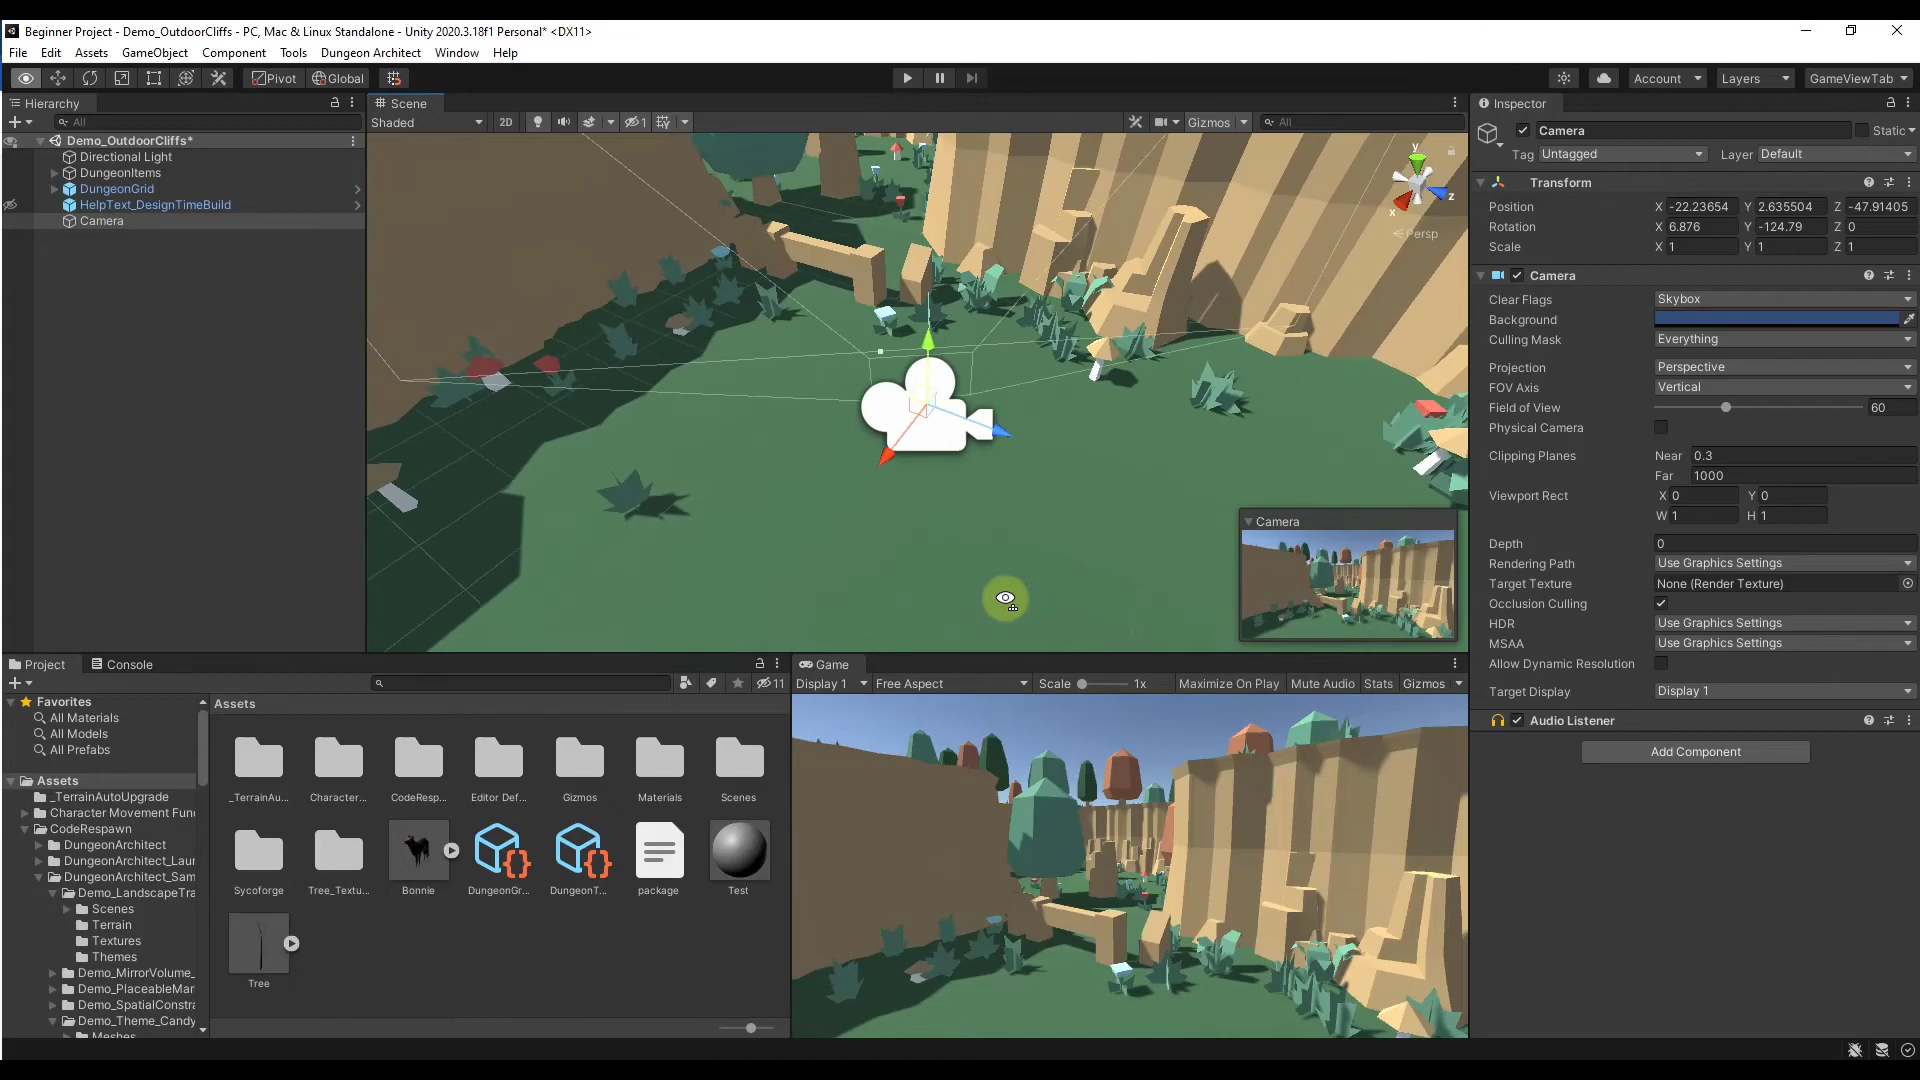 Beginner Project - Demo_OutdoorCliffs - PC, Mac & Linux Standalone - Unity 2020.3.18f1 Personal* <DX11>
File Edit Assets GameObject Component Tools Dungeon Architect Window Help
Pivot Global Account Layers GameViewTab
Hierarchy
All
Demo_OutdoorCliffs*
Directional Light
DungeonItems
DungeonGrid
HelpText_DesignTimeBuild
Camera
Scene
Shaded 2D 1 Gizmos All
y
z
x
Persp
Camera
Inspector
Camera Static
Tag Untagged Layer Default
Transform
Position X -22.23654 Y 2.635504 Z -47.91405
Rotation X 6.876 Y -124.79 Z 0
Scale X 1 Y 1 Z 1
Camera
Clear Flags Skybox
Background
Culling Mask Everything
Projection Perspective
FOV Axis Vertical
Field of View 60
Physical Camera
Clipping Planes Near 0.3
Far 1000
Viewport Rect X 0 Y 0
W 1 H 1
Depth 0
Rendering Path Use Graphics Settings
Target Texture None (Render Texture)
Occlusion Culling
HDR Use Graphics Settings
MSAA Use Graphics Settings
Allow Dynamic Resolution
Target Display Display 1
Audio Listener
Add Component
Project Console
11
Favorites
All Materials
All Models
All Prefabs
Assets
_TerrainAutoUpgrade
Character Movement Fun
CodeRespawn
DungeonArchitect
DungeonArchitect_Lau
DungeonArchitect_Sam
Demo_LandscapeTra
Scenes
Terrain
Textures
Themes
Demo_MirrorVolume_
Demo_PlaceableMar
Demo_SpatialConstra
Demo_Theme_Candy
Meshes
Assets
_TerrainAu... Character... CodeResp... Editor Def... Gizmos Materials Scenes
Sycoforge Tree_Textu... Bonnie DungeonGr... DungeonT... package Test
Tree
Game
Display 1 Free Aspect Scale 1x Maximize On Play Mute Audio Stats Gizmos